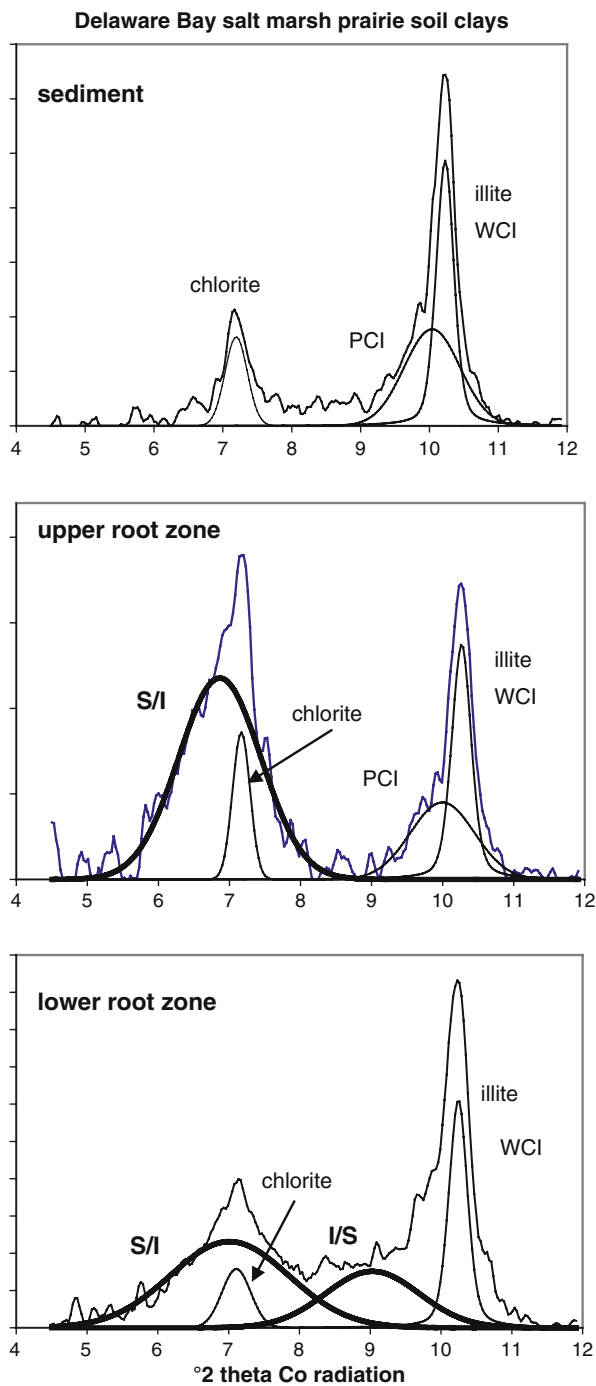 Delaware Bay salt marsh prairie soil clays
sediment
illite
WCI
chlorite
PCI
4 5 6 7 8 9 10 11 12
upper root zone
S/I
chlorite
illite
WCI
PCI
4 5 6 7 8 9 10 11 12
lower root zone
illite
WCI
chlorite
S/I
I/S
4 5 6 7 8 9 10 11 12
°2 theta Co radiation